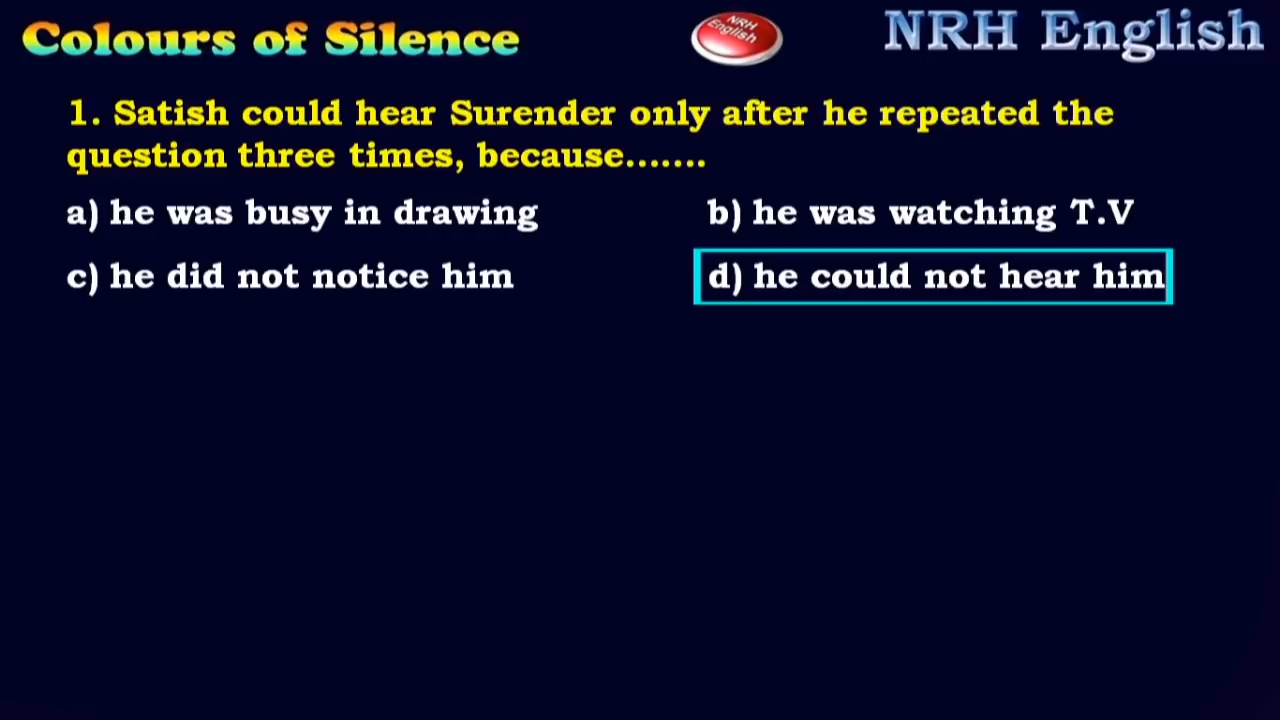 Colours of Silence
NRH English
NRH English
1. Satish could hear Surender only after he repeated the
question three times, because.......
a) he was busy in drawing
b) he was watching T.V
c) he did not notice him
d) he could not hear him